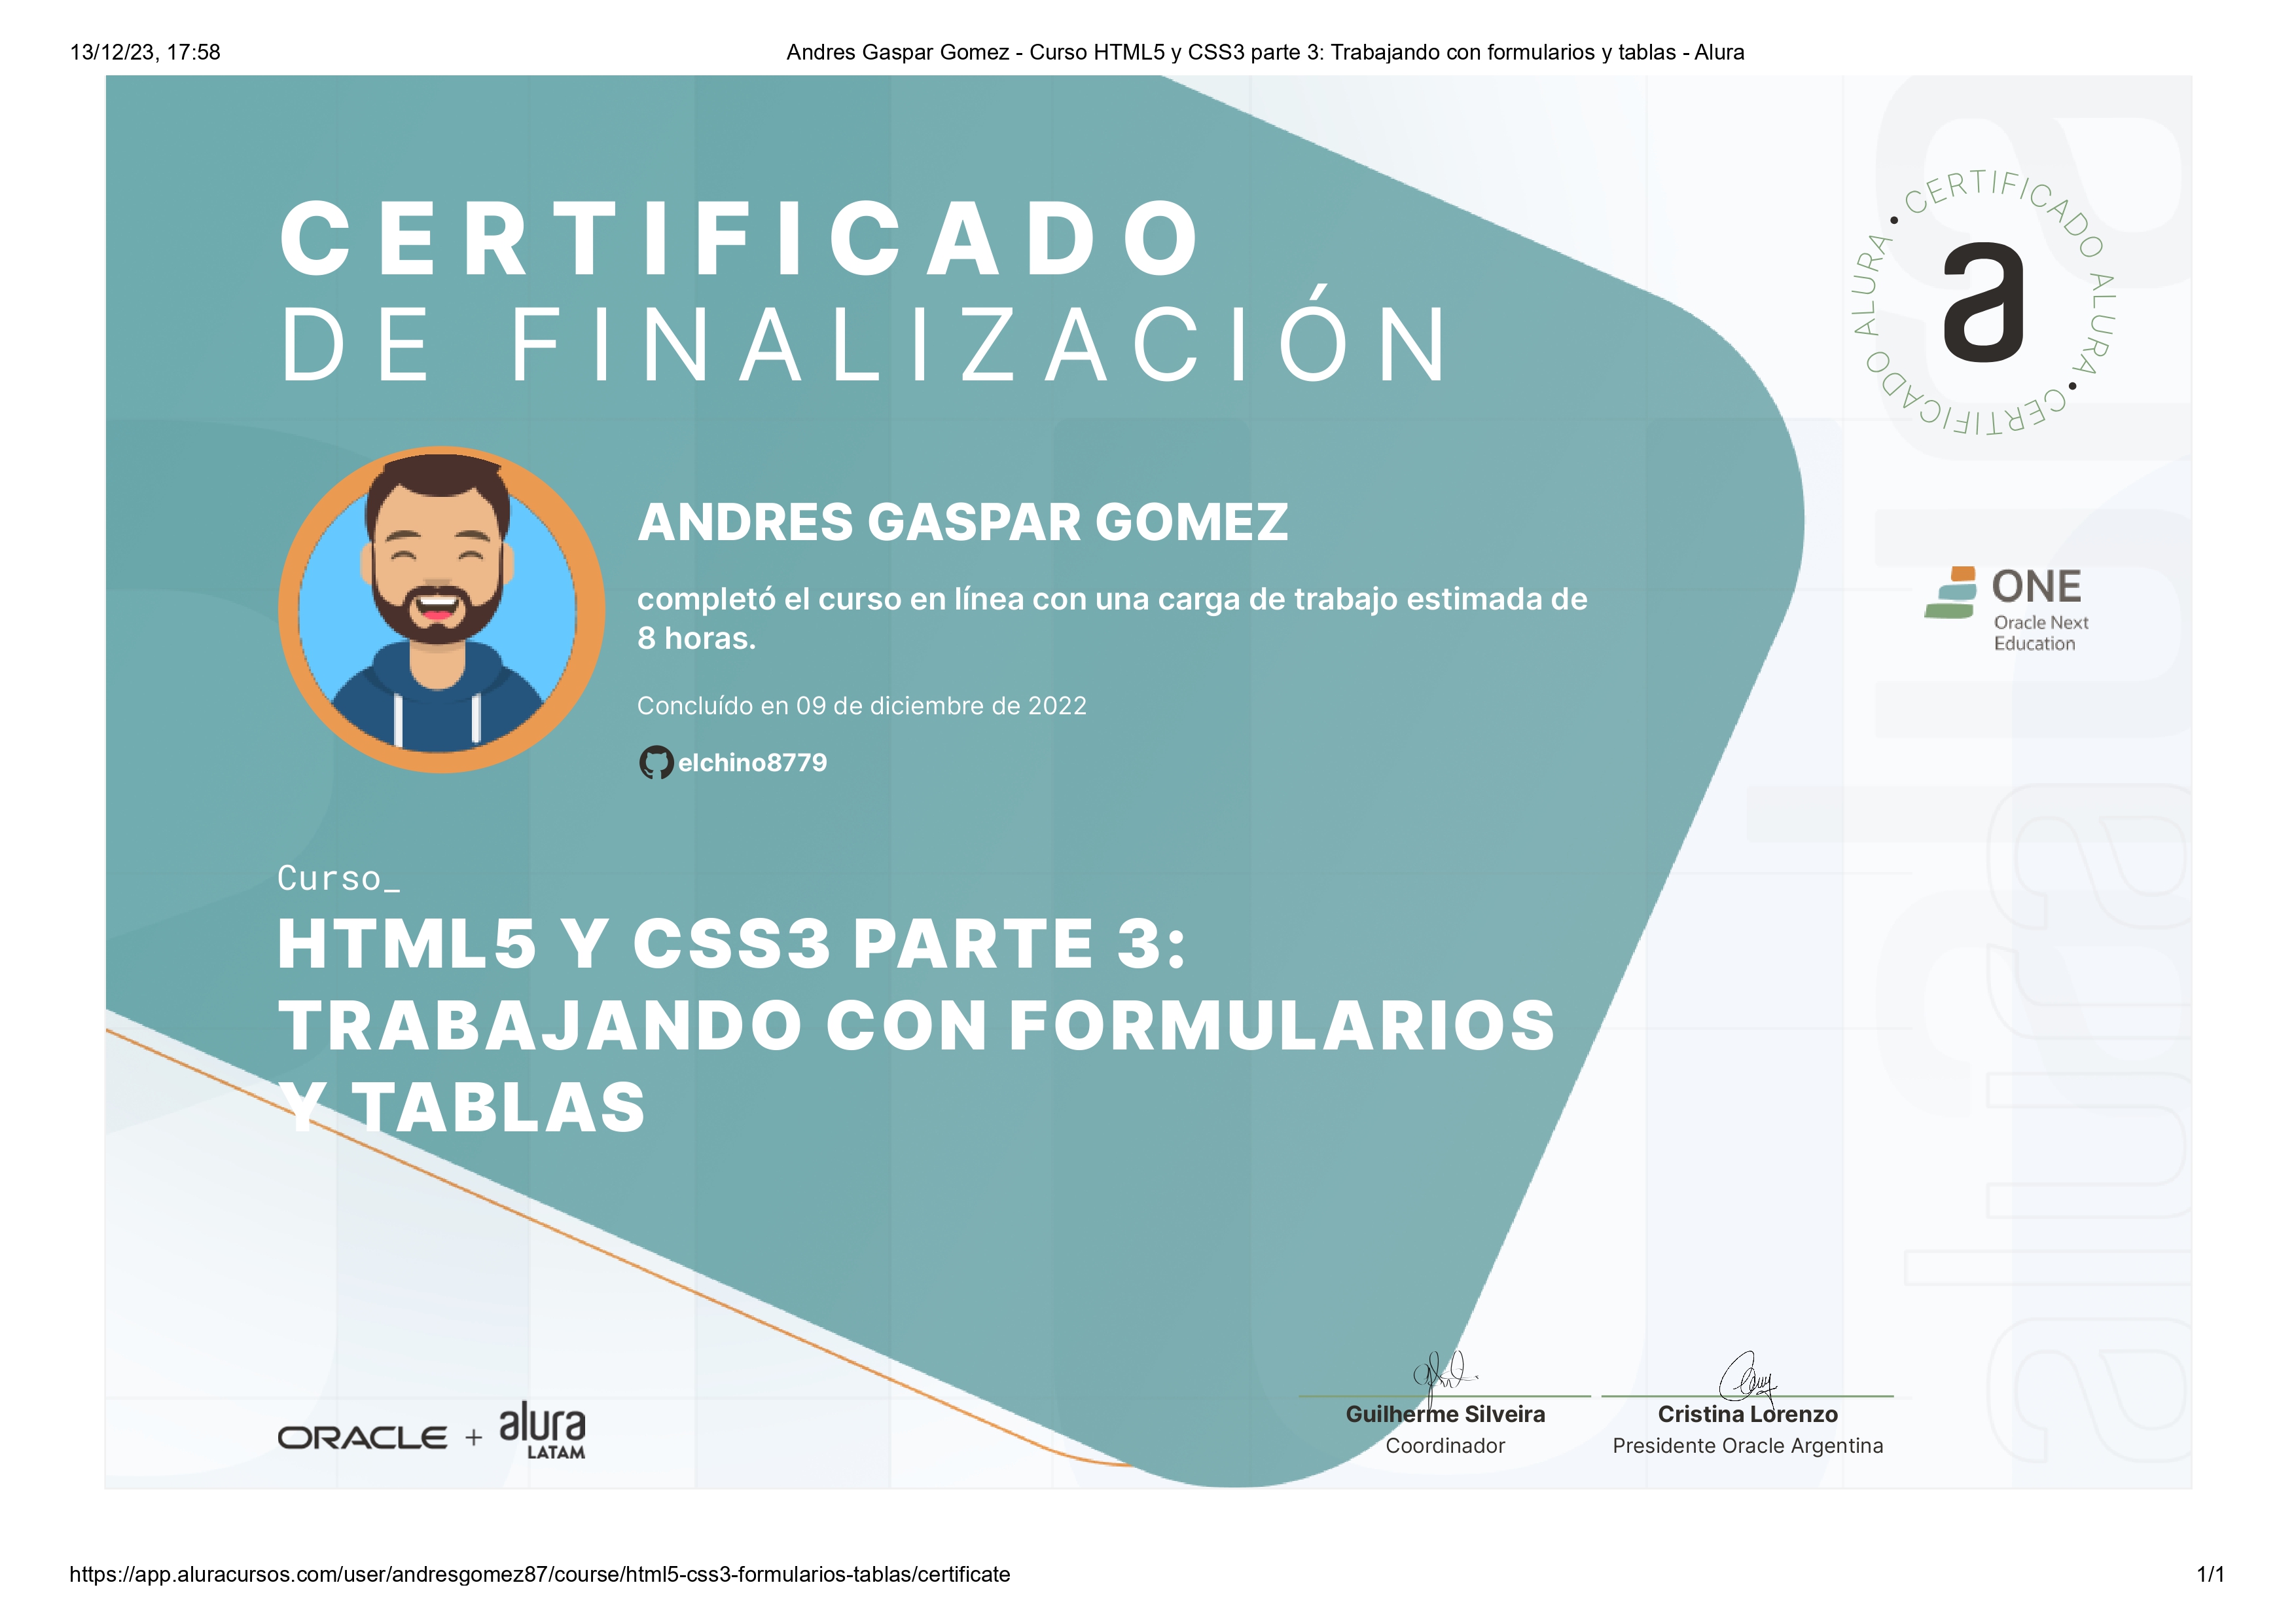 13/12/23, 17:58
Andres Gaspar Gomez - Curso HTML5 y CSS3 parte 3: Trabajando con formularios y tablas - Alura
CERTIFICADO
DE FINALIZACIÓN
CERTIFICADO ALURA • CERTIFICADO ALURA •
a
ANDRES GASPAR GOMEZ
completó el curso en línea con una carga de trabajo estimada de
8 horas.
Concluído en 09 de diciembre de 2022
elchino8779
ONE
Oracle Next
Education
Curso_
HTML5 Y CSS3 PARTE 3:
TRABAJANDO CON FORMULARIOS
Y TABLAS
alura
ORACLE + alura
LATAM
Guilherme Silveira
Coordinador
Cristina Lorenzo
Presidente Oracle Argentina
https://app.aluracursos.com/user/andresgomez87/course/html5-css3-formularios-tablas/certificate
1/1